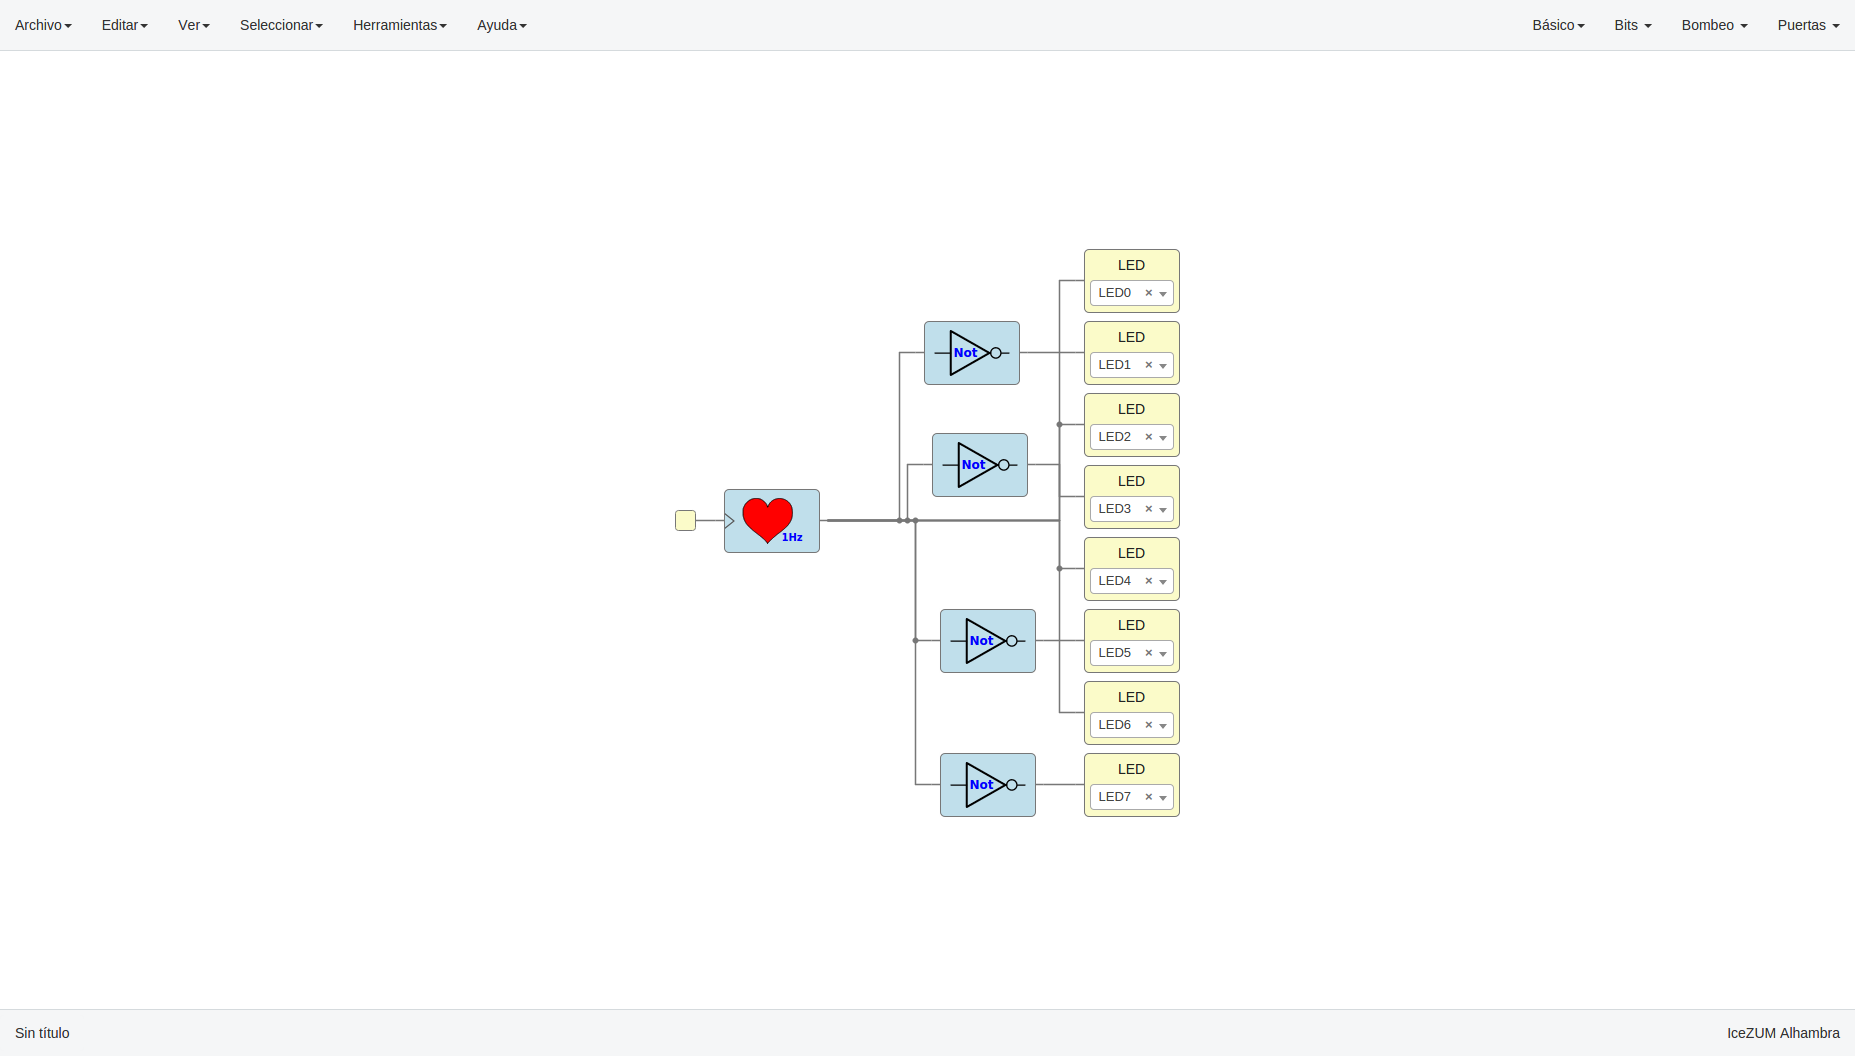 Archivo Editar Ver Seleccionar Herramientas Ayuda Básico Bits Bombeo Puertas
LED
LED0 ×
Not
LED
LED1 ×
LED
LED2 ×
Not
LED
LED3 ×
1Hz
LED
LED4 ×
Not
LED
LED5 ×
LED
LED6 ×
Not
LED
LED7 ×
Sin título IceZUM Alhambra